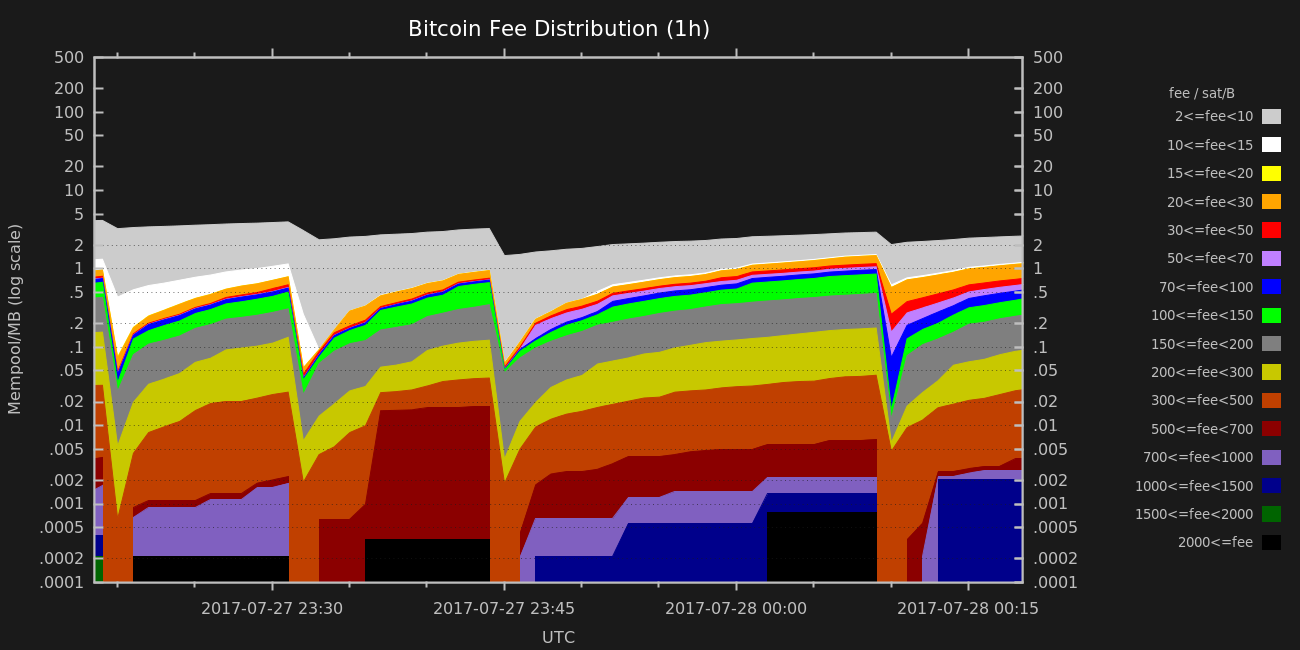 Bitcoin Fee Distribution (1h)
500 500
200 200
100 100
50 50
20 20
10 10
5 5
2 2
1 1
.5 .5
.2 .2
.1 .1
.05 .05
.02 .02
.01 .01
.005 .005
.002 .002
.001 .001
.0005 .0005
.0002 .0002
.0001 .0001
Mempool/MB (log scale)
2017-07-27 23:30 2017-07-27 23:45 2017-07-28 00:00 2017-07-28 00:15
UTC
fee / sat/B
2<=fee<10
10<=fee<15
15<=fee<20
20<=fee<30
30<=fee<50
50<=fee<70
70<=fee<100
100<=fee<150
150<=fee<200
200<=fee<300
300<=fee<500
500<=fee<700
700<=fee<1000
1000<=fee<1500
1500<=fee<2000
2000<=fee